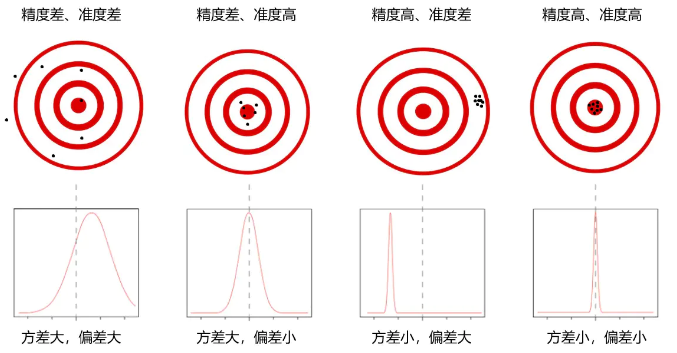 精度差、准度差
精度差、准度高
精度高、准度差
精度高、准度高
方差大，偏差大
方差大，偏差小
方差小，偏差大
方差小，偏差小